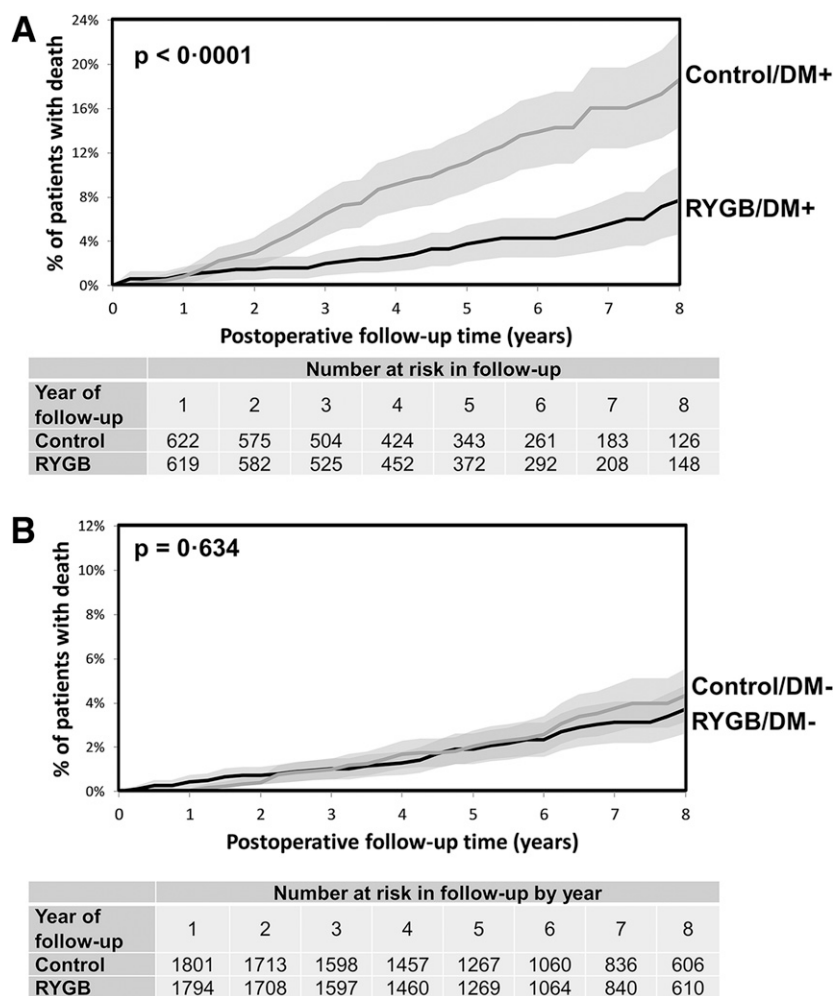 A
p < 0·0001
24%
20%
16%
12%
8%
4%
0%
% of patients with death
Control/DM+
RYGB/DM+
0 1 2 3 4 5 6 7 8
Postoperative follow-up time (years)
Number at risk in follow-up
Year of follow-up 1 2 3 4 5 6 7 8
Control 622 575 504 424 343 261 183 126
RYGB 619 582 525 452 372 292 208 148
B
p = 0·634
12%
10%
8%
6%
4%
2%
0%
% of patients with death
Control/DM-
RYGB/DM-
0 1 2 3 4 5 6 7 8
Postoperative follow-up time (years)
Number at risk in follow-up by year
Year of follow-up 1 2 3 4 5 6 7 8
Control 1801 1713 1598 1457 1267 1060 836 606
RYGB 1794 1708 1597 1460 1269 1064 840 610